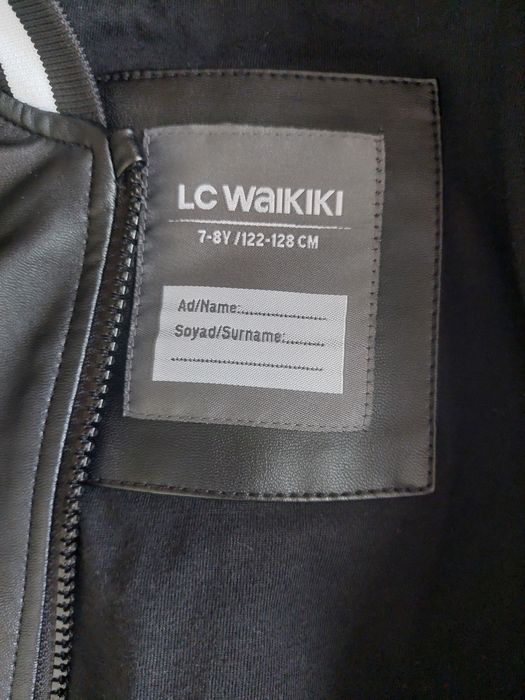 LC WAIKIKI
7-8Y /122-128 CM
Ad/Name:
Soyad/Surname: